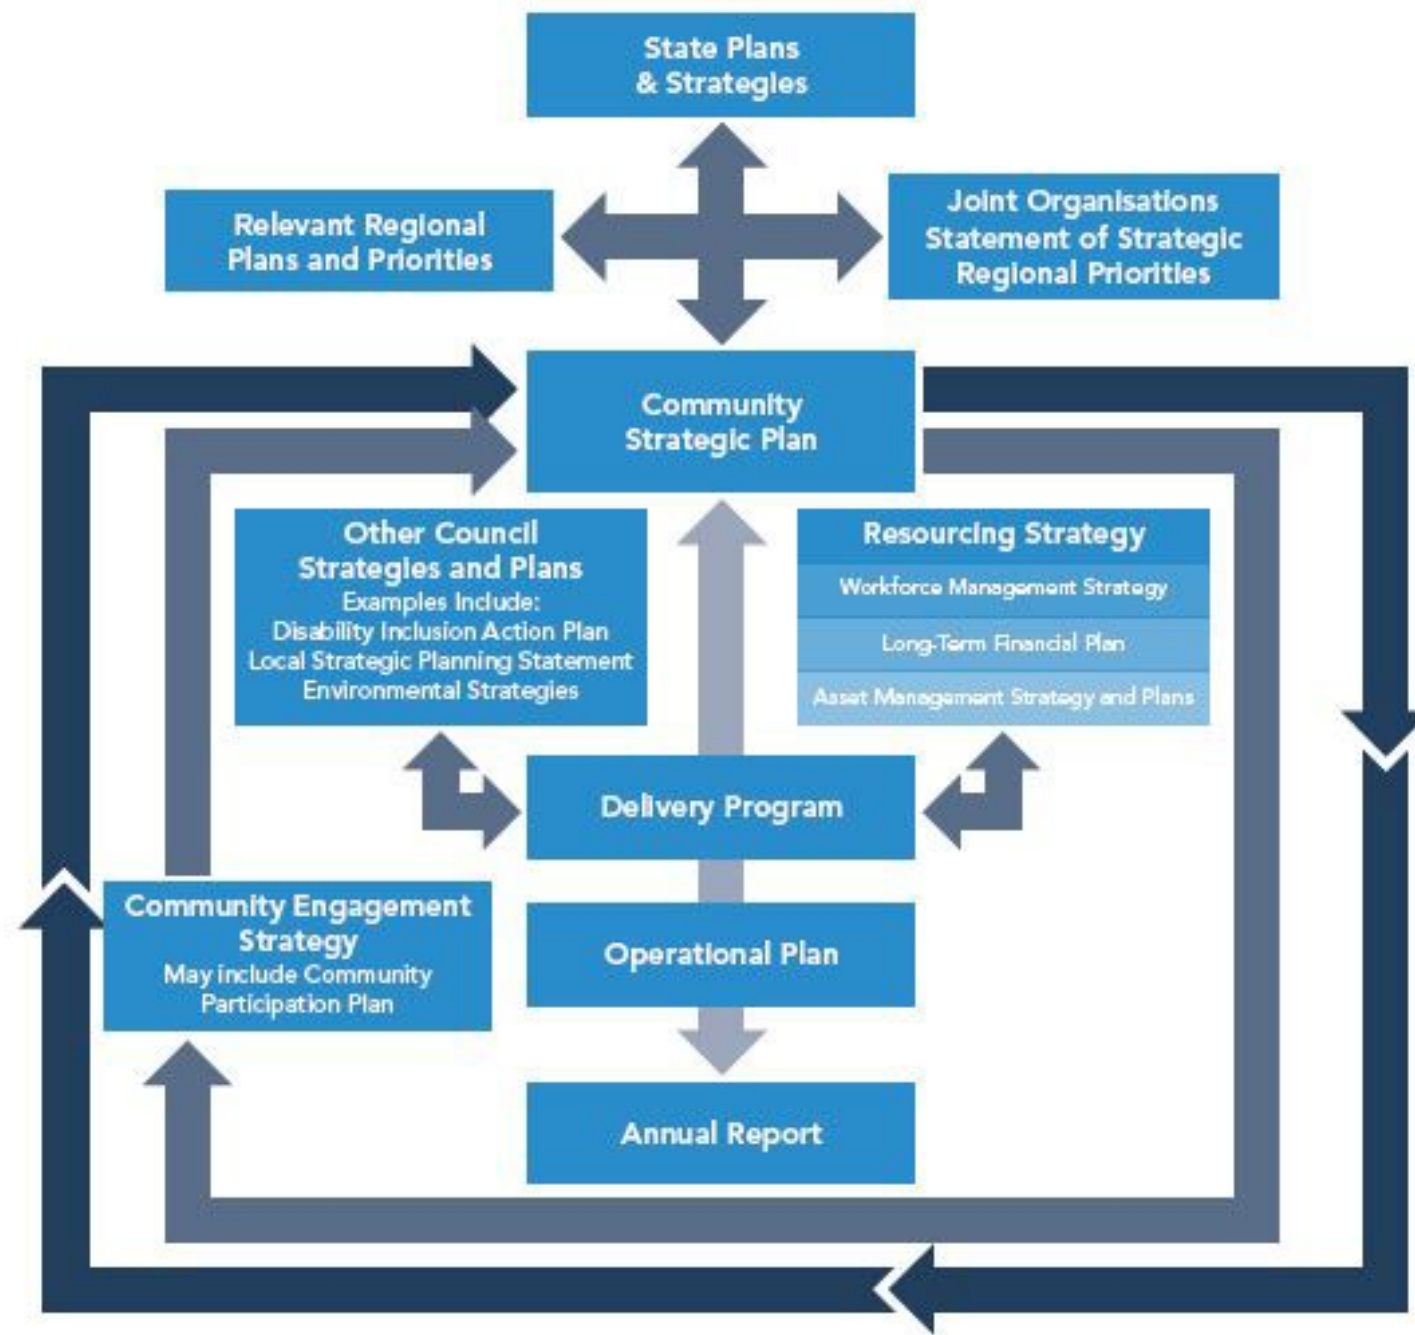 State Plans
& Strategies
Relevant Regional
Plans and Priorities
Joint Organisations
Statement of Strategic
Regional Priorities
Community
Strategic Plan
Other Council
Strategies and Plans
Examples Include:
Disability Inclusion Action Plan
Local Strategic Planning Statement
Environmental Strategies
Resourcing Strategy
Workforce Management Strategy
Long-Term Financial Plan
Asset Management Strategy and Plans
Delivery Program
Community Engagement
Strategy
May include Community
Participation Plan
Operational Plan
Annual Report